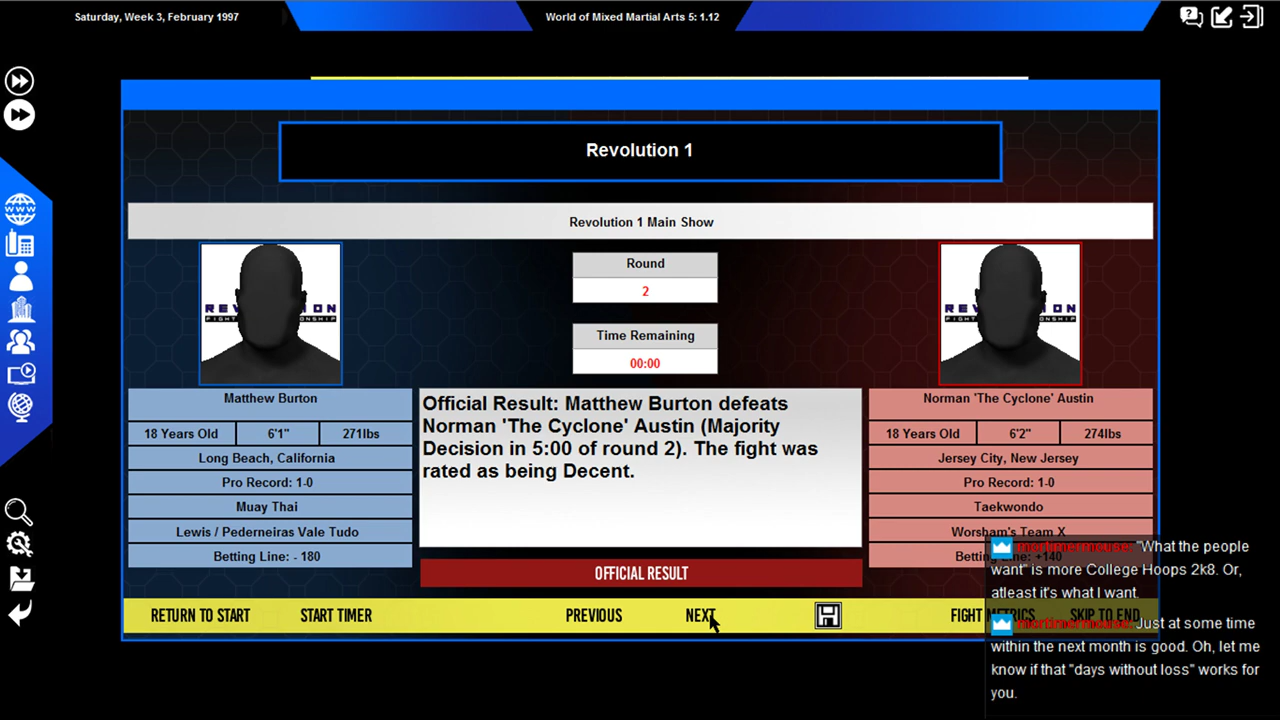 Saturday, Week 3, February 1997
World of Mixed Martial Arts 5: 1.12
Revolution 1
Revolution 1 Main Show
Round
2
Time Remaining
00:00
Matthew Burton
18 Years Old
6'1"
271lbs
Long Beach, California
Pro Record: 1-0
Muay Thai
Lewis / Pederneiras Vale Tudo
Betting Line: - 180
Official Result: Matthew Burton defeats
Norman 'The Cyclone' Austin (Majority
Decision in 5:00 of round 2). The fight was
rated as being Decent.
OFFICIAL RESULT
Norman 'The Cyclone' Austin
18 Years Old
6'2"
274lbs
Jersey City, New Jersey
Pro Record: 1-0
Taekwondo
Worsham's Team X
Betting Line: +140
RETURN TO START
START TIMER
PREVIOUS
NEXT
FIGHT METRICS
SKIP TO END
mortimermouse: "What the people
want" is more College Hoops 2k8. Or,
atleast it's what I want.
mortimermouse: Just at some time
within the next month is good. Oh, let me
know if that "days without loss" works for
you.